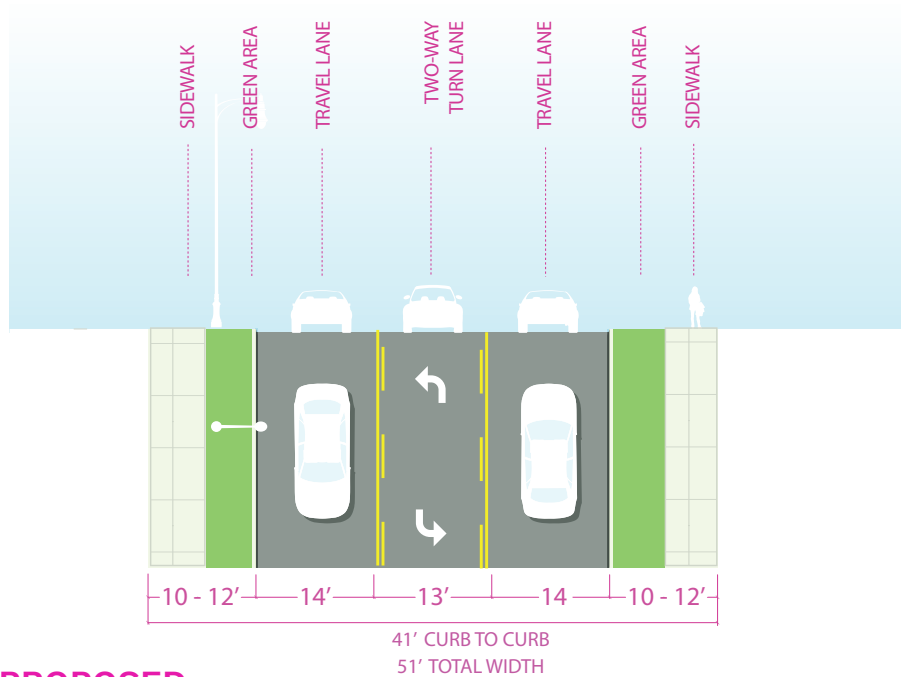 SIDEWALK
GREEN AREA
TRAVEL LANE
TWO-WAY
TURN LANE
TRAVEL LANE
GREEN AREA
SIDEWALK
10 - 12’
14’
13’
14
10 - 12’
41’ CURB TO CURB
51’ TOTAL WIDTH
PROPOSED